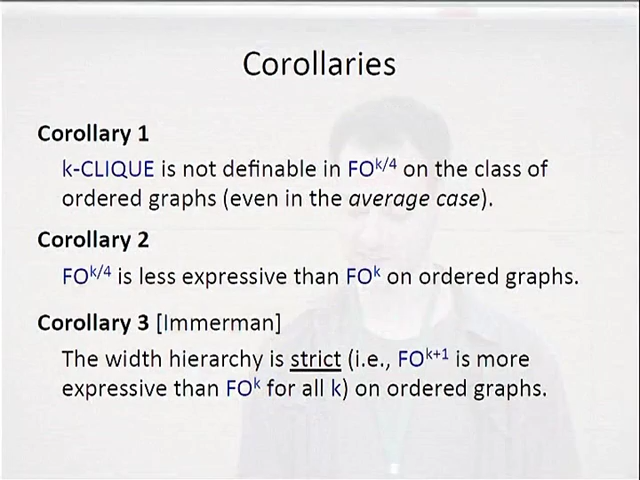 Corollaries
Corollary 1
k-CLIQUE is not definable in FO^k/4 on the class of
ordered graphs (even in the average case).
Corollary 2
FO^k/4 is less expressive than FO^k on ordered graphs.
Corollary 3 [Immerman]
The width hierarchy is strict (i.e., FO^k+1 is more
expressive than FO^k for all k) on ordered graphs.